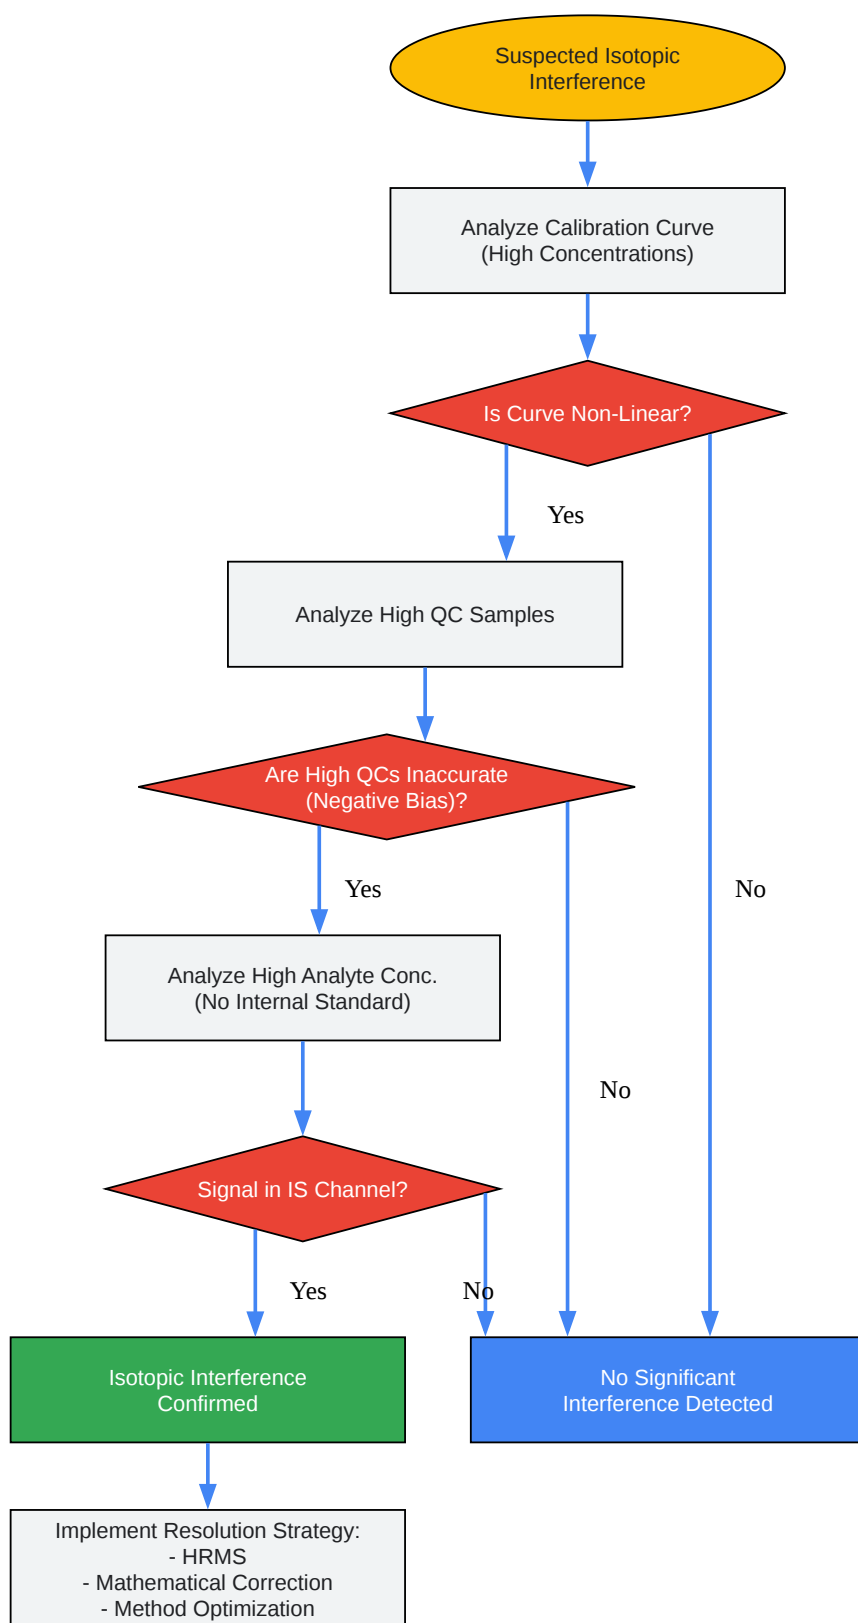 Suspected Isotopic
Interference
Analyze Calibration Curve
(High Concentrations)
Is Curve Non-Linear?
Yes
Analyze High QC Samples
Are High QCs Inaccurate
(Negative Bias)?
Yes
No
Analyze High Analyte Conc.
(No Internal Standard)
No
Signal in IS Channel?
Yes
No
Isotopic Interference
Confirmed
No Significant
Interference Detected
Implement Resolution Strategy:
- HRMS
- Mathematical Correction
- Method Optimization